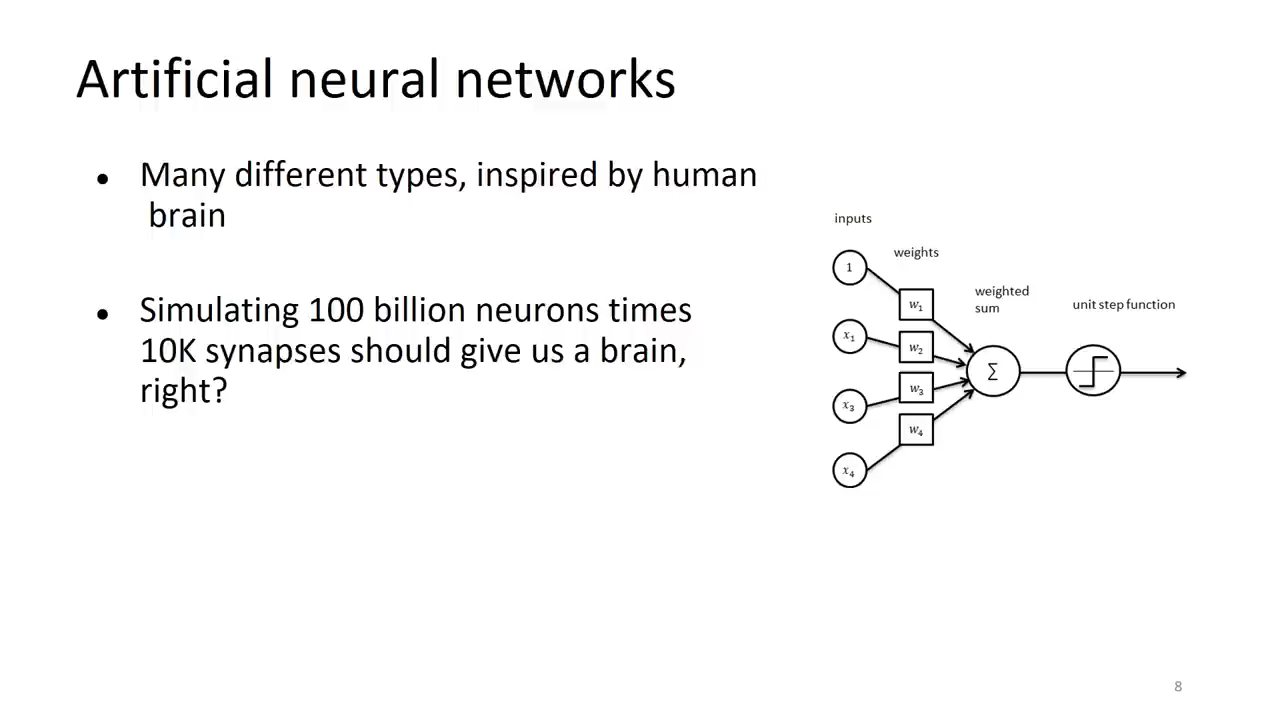 Artificial neural networks
● Many different types, inspired by human
brain
● Simulating 100 billion neurons times
10K synapses should give us a brain,
right?
inputs
weights
weighted
sum
unit step function
1
w₁
x₁
w₂
∑
w₃
x₃
w₄
x₄
8